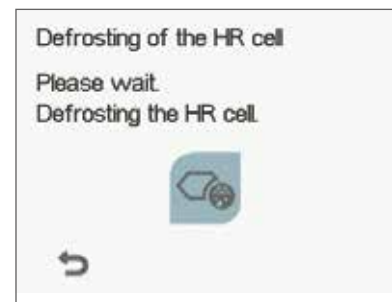 Defrosting of the HR cell
Please wait.
Defrosting the HR cell.